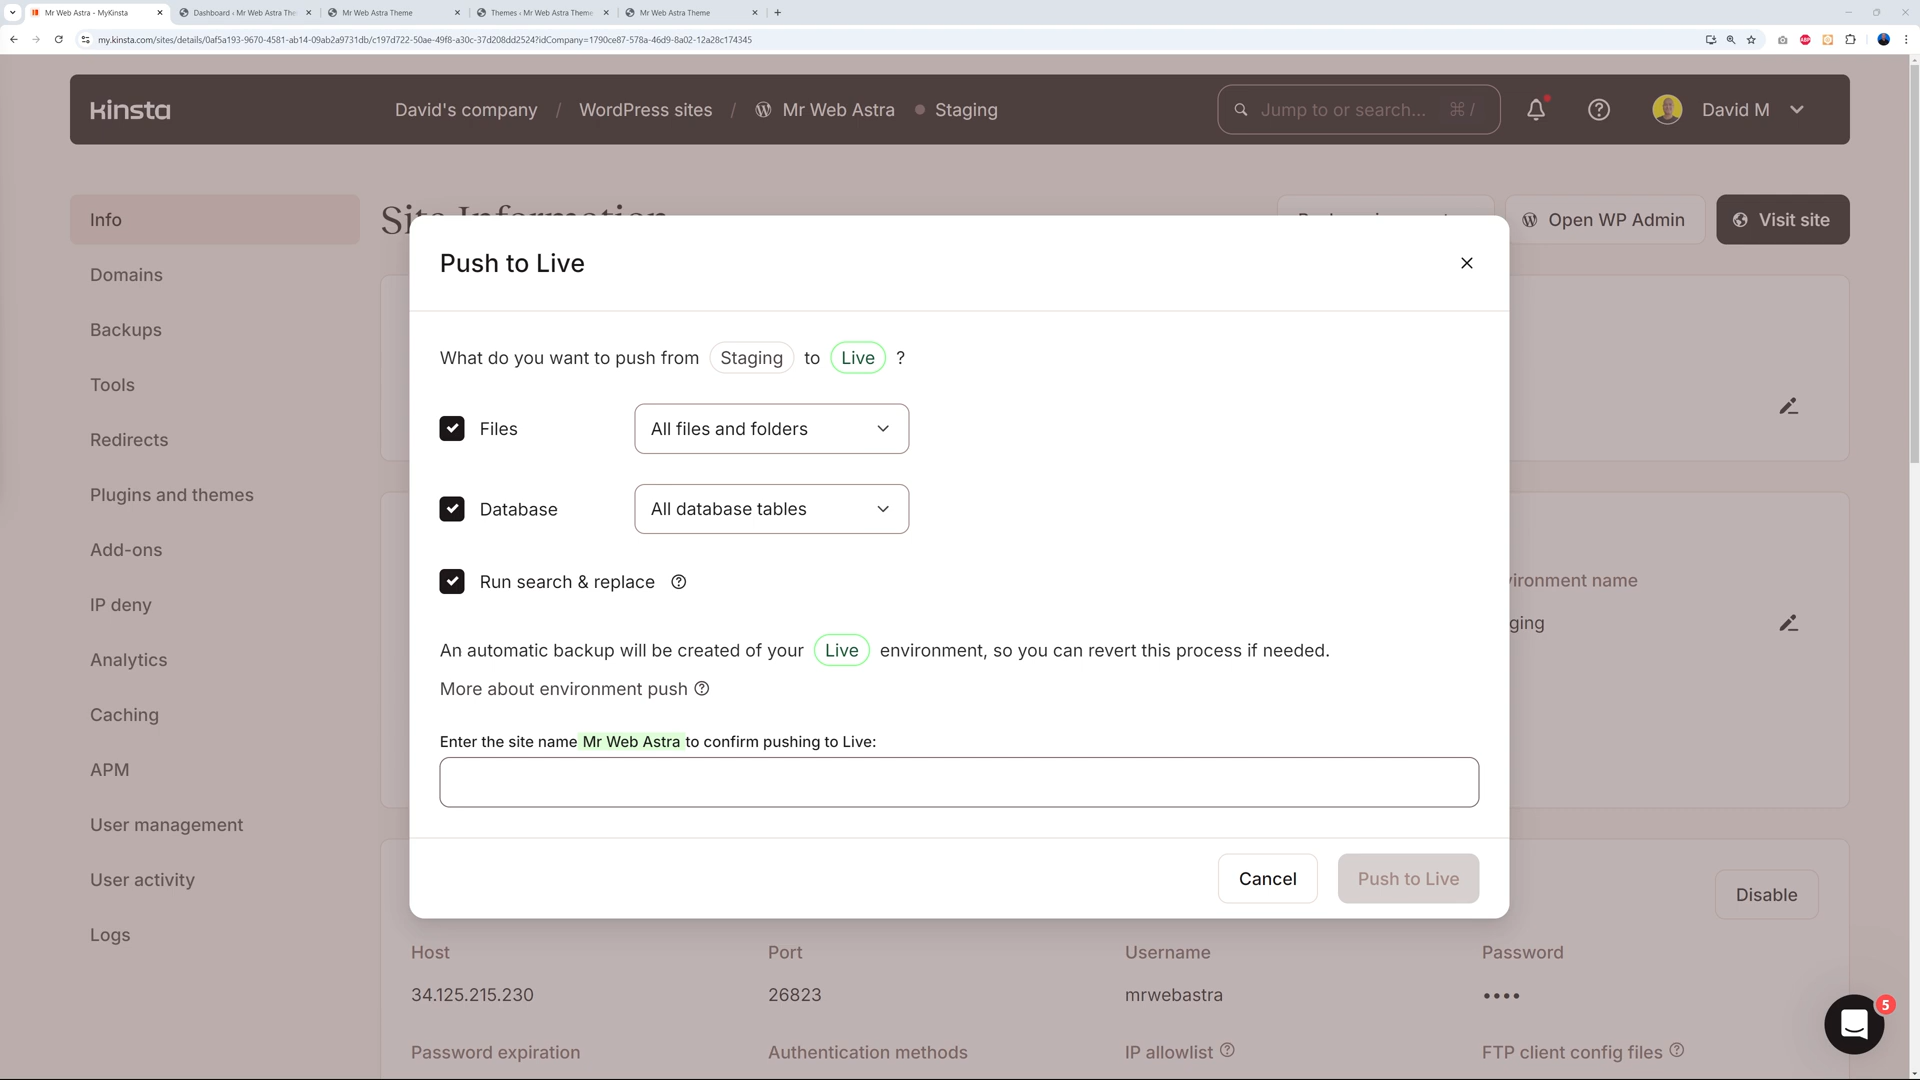 Mr Web Astra - MyKinsta
Dashboard ‹ Mr Web Astra The
Mr Web Astra Theme
Themes ‹ Mr Web Astra Theme
Mr Web Astra Theme
my.kinsta.com/sites/details/0af5a193-9670-4581-ab14-09ab2a9731db/c197d722-50ae-49f8-a30c-37d208dd2524?idCompany=1790ce87-578a-46d9-8a02-12a28c174345
Kinsta
David's company / WordPress sites / Mr Web Astra Staging
Jump to or search... ⌘ /
David M
Info
Site Information
Open WP Admin
Visit site
Domains
Backups
Tools
Redirects
Plugins and themes
Add-ons
IP deny
Analytics
Caching
APM
User management
User activity
Logs
Push to Live
What do you want to push from Staging to Live ?
Files
All files and folders
Database
All database tables
Run search & replace
An automatic backup will be created of your Live environment, so you can revert this process if needed.
More about environment push
Enter the site name Mr Web Astra to confirm pushing to Live:
Cancel
Push to Live
vironment name
ging
Disable
Host
Port
Username
Password
34.125.215.230
26823
mrwebastra
••••
Password expiration
Authentication methods
IP allowlist
FTP client config files
5